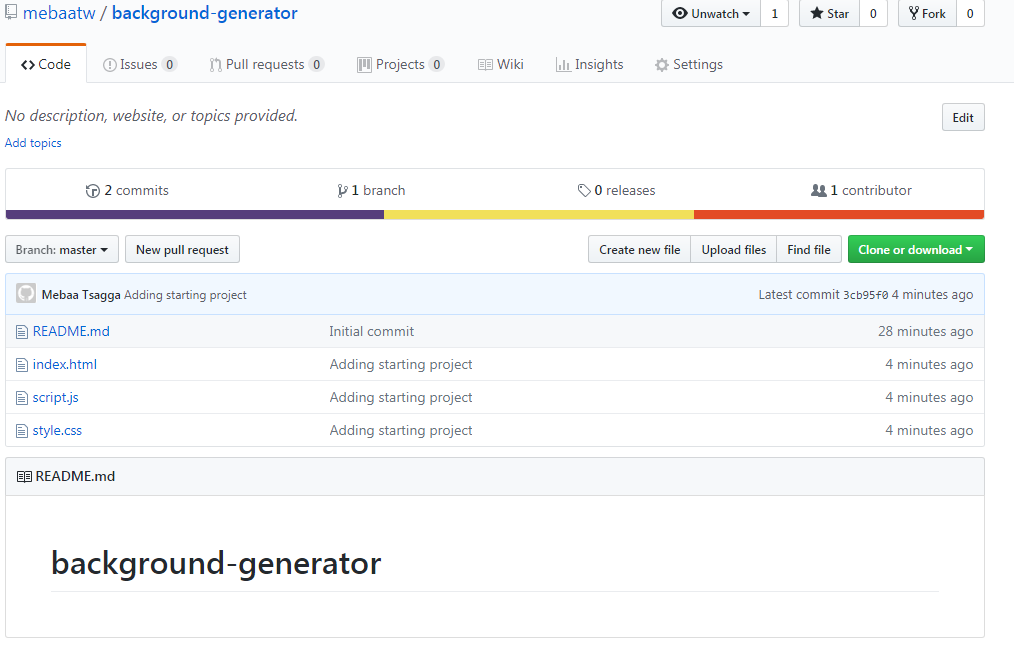 mebaatw / background-generator
Unwatch 1 Star 0 Fork 0
Code Issues 0 Pull requests 0 Projects 0 Wiki Insights Settings
No description, website, or topics provided. Edit
Add topics
2 commits 1 branch 0 releases 1 contributor
Branch: master New pull request Create new file Upload files Find file Clone or download
Mebaa Tsagga Adding starting project Latest commit 3cb95f0 4 minutes ago
README.md Initial commit 28 minutes ago
index.html Adding starting project 4 minutes ago
script.js Adding starting project 4 minutes ago
style.css Adding starting project 4 minutes ago
README.md
background-generator